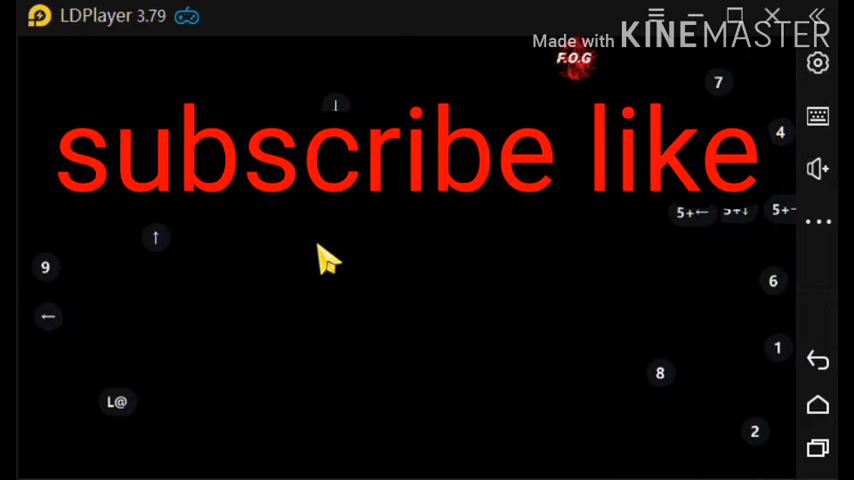 LDPlayer 3.79
Made with KINEMASTER
F.O.G
7
↓
subscribe like
4
5+← 5+↓ 5+
↑
9
6
←
1
8
L@
2